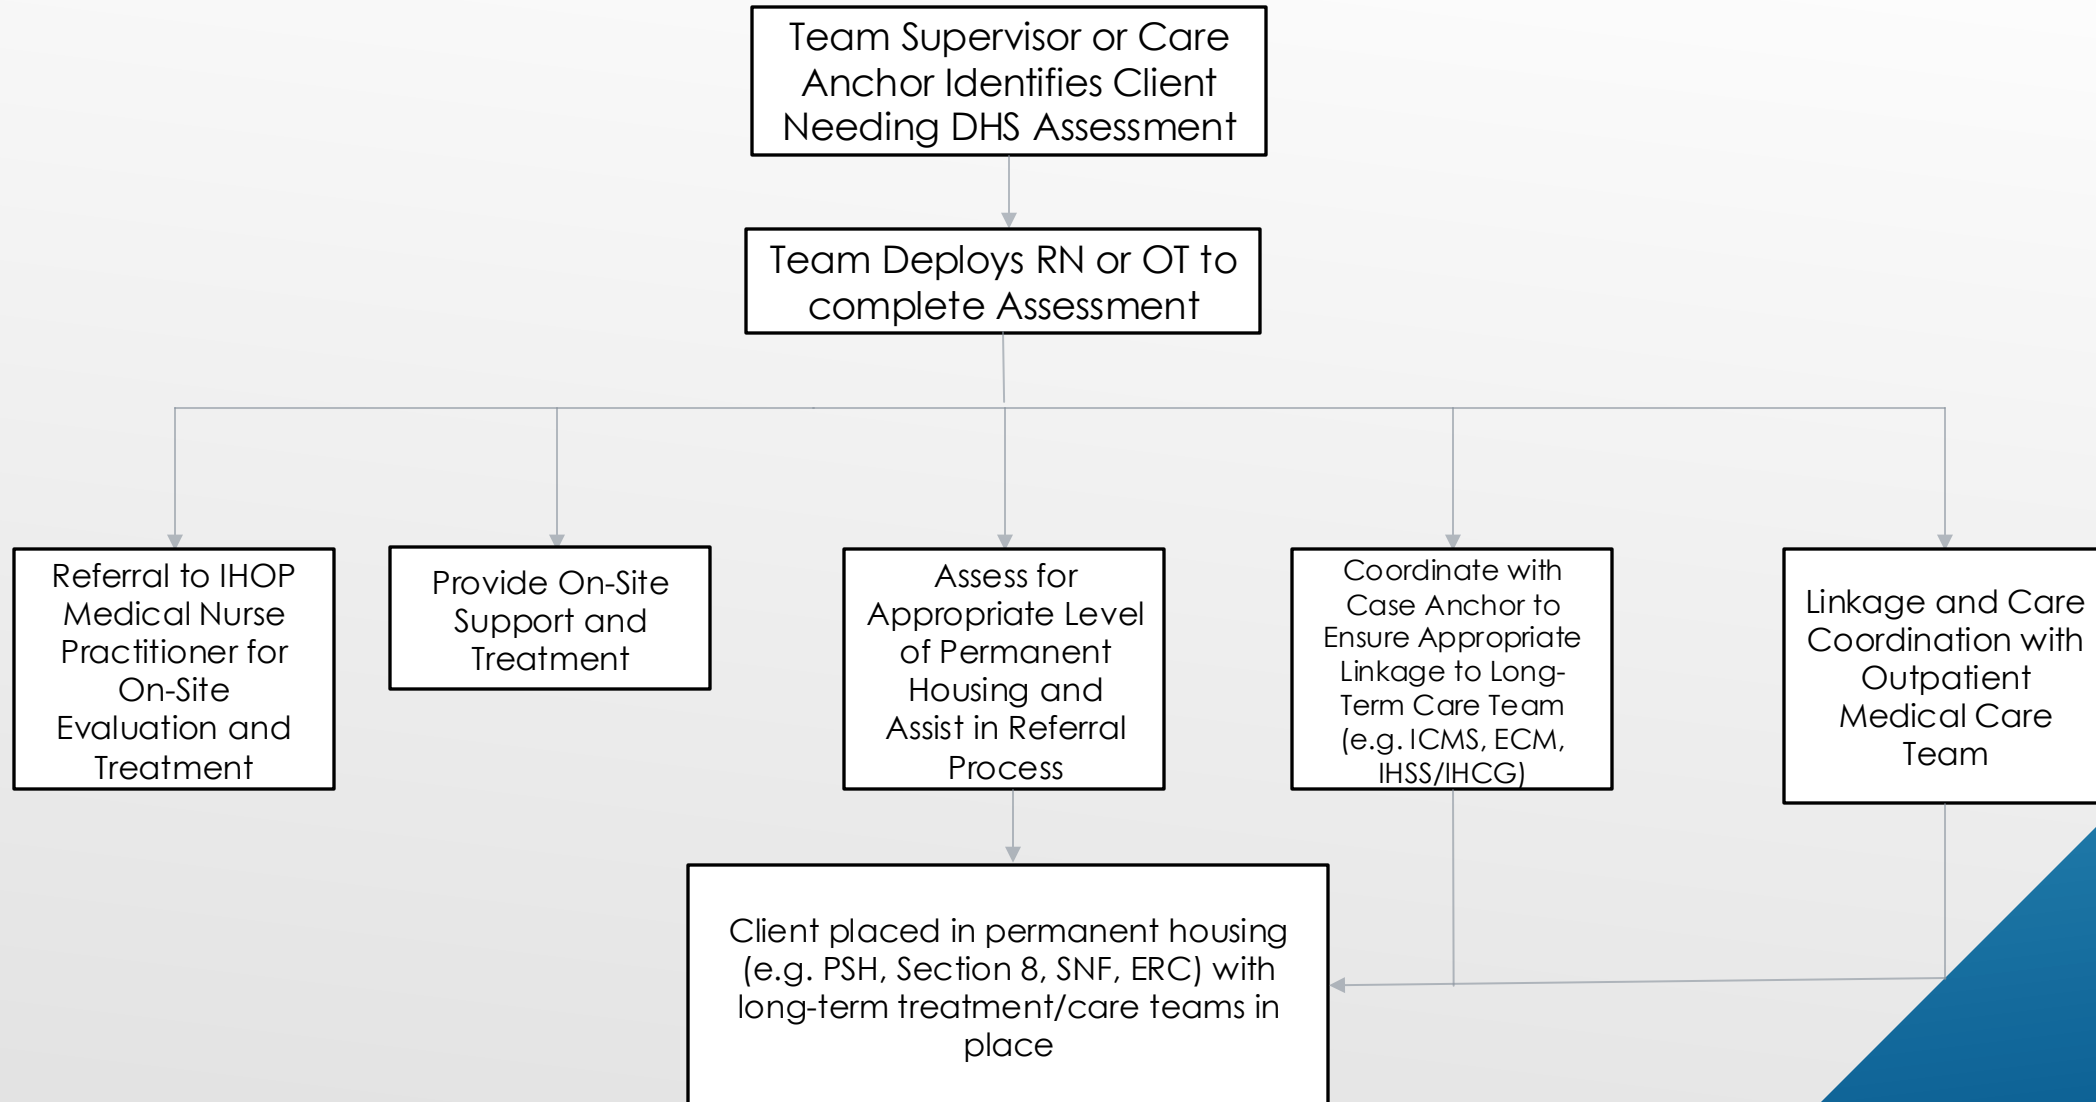 Team Supervisor or Care
Anchor Identifies Client
Needing DHS Assessment
Team Deploys RN or OT to
complete Assessment
Referral to IHOP
Medical Nurse
Practitioner for
On-Site
Evaluation and
Treatment
Provide On-Site
Support and
Treatment
Assess for
Appropriate Level
of Permanent
Housing and
Assist in Referral
Process
Coordinate with
Case Anchor to
Ensure Appropriate
Linkage to Long-
Term Care Team
(e.g. ICMS, ECM,
IHSS/IHCG)
Linkage and Care
Coordination with
Outpatient
Medical Care
Team
Client placed in permanent housing
(e.g. PSH, Section 8, SNF, ERC) with
long-term treatment/care teams in
place